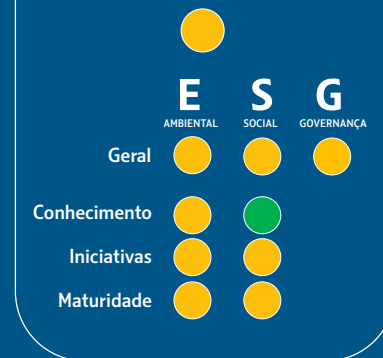 E S G
AMBIENTAL SOCIAL GOVERNANÇA
Geral
Conhecimento
Iniciativas
Maturidade